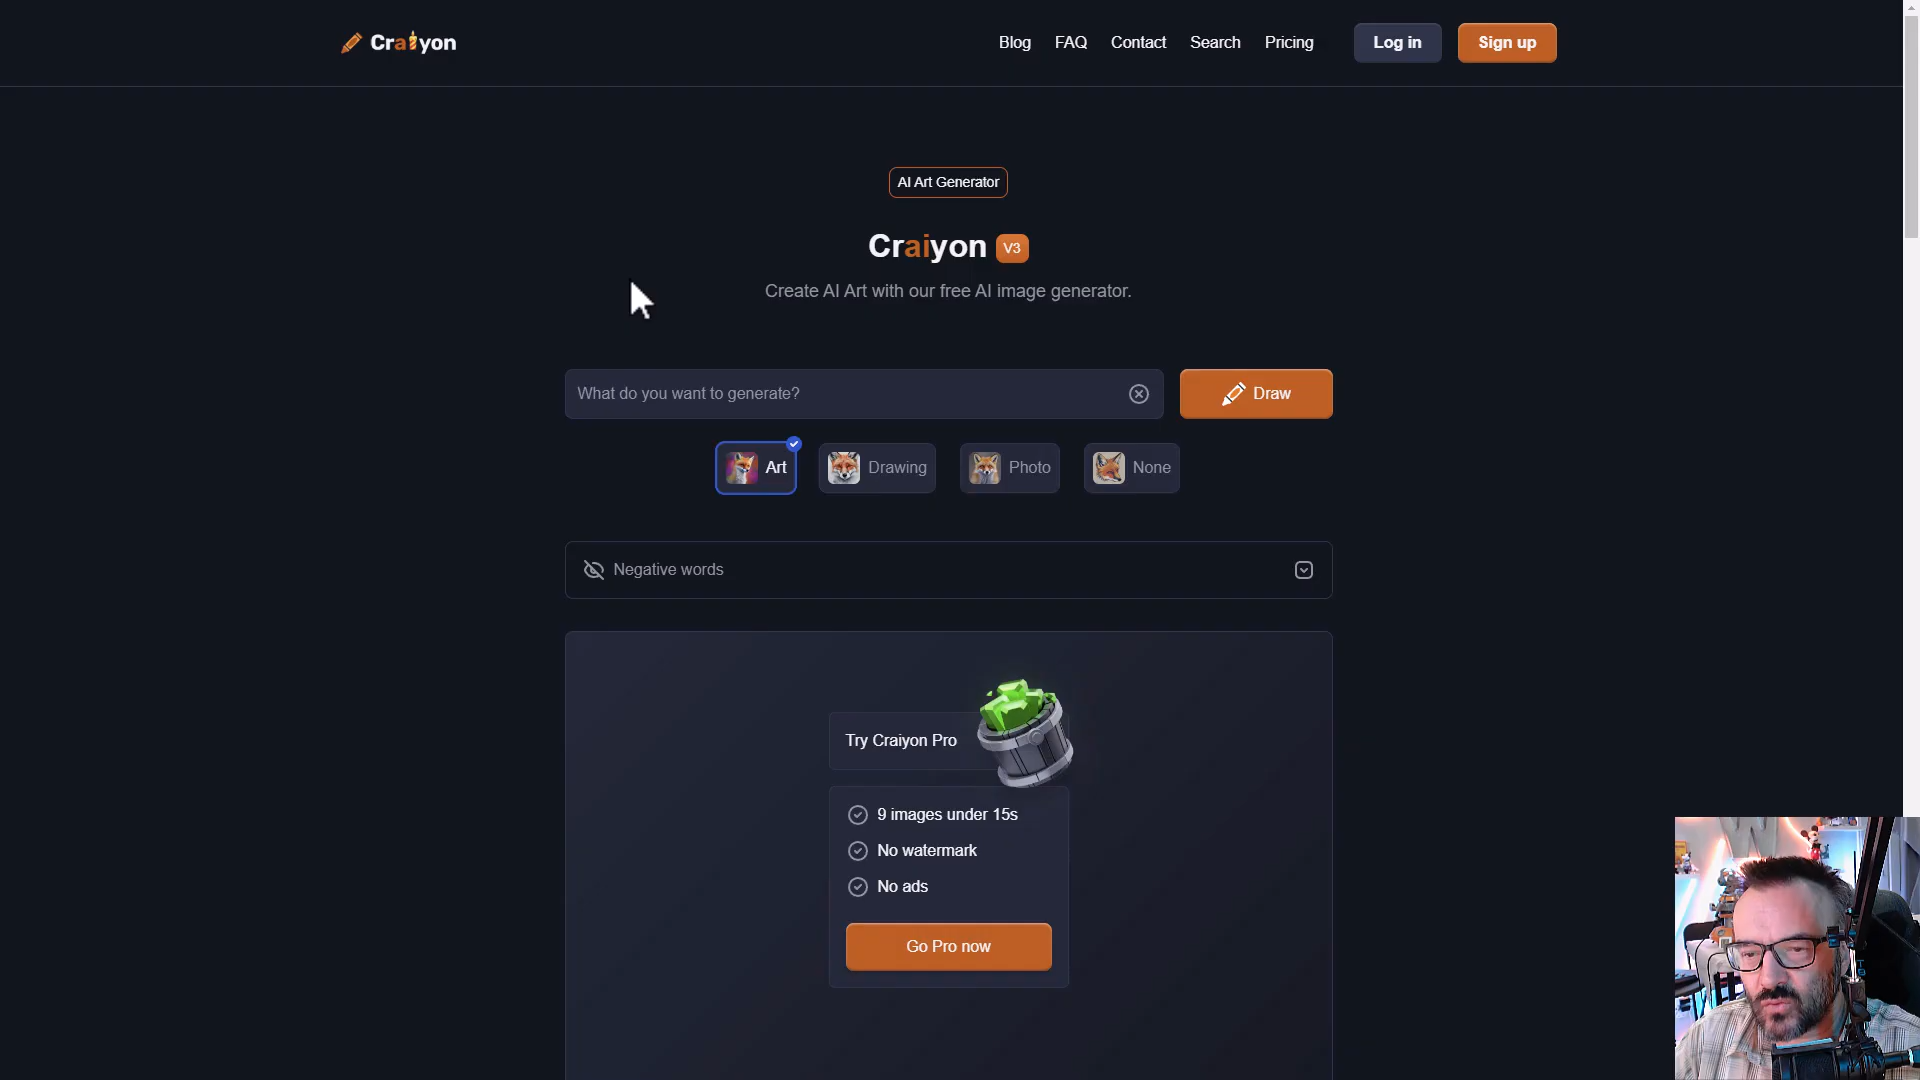 Craiyon
Blog FAQ Contact Search Pricing Log in Sign up
AI Art Generator
Craiyon V3
Create AI Art with our free AI image generator.
What do you want to generate? Draw
Art Drawing Photo None
Negative words
Try Craiyon Pro
9 images under 15s
No watermark
No ads
Go Pro now